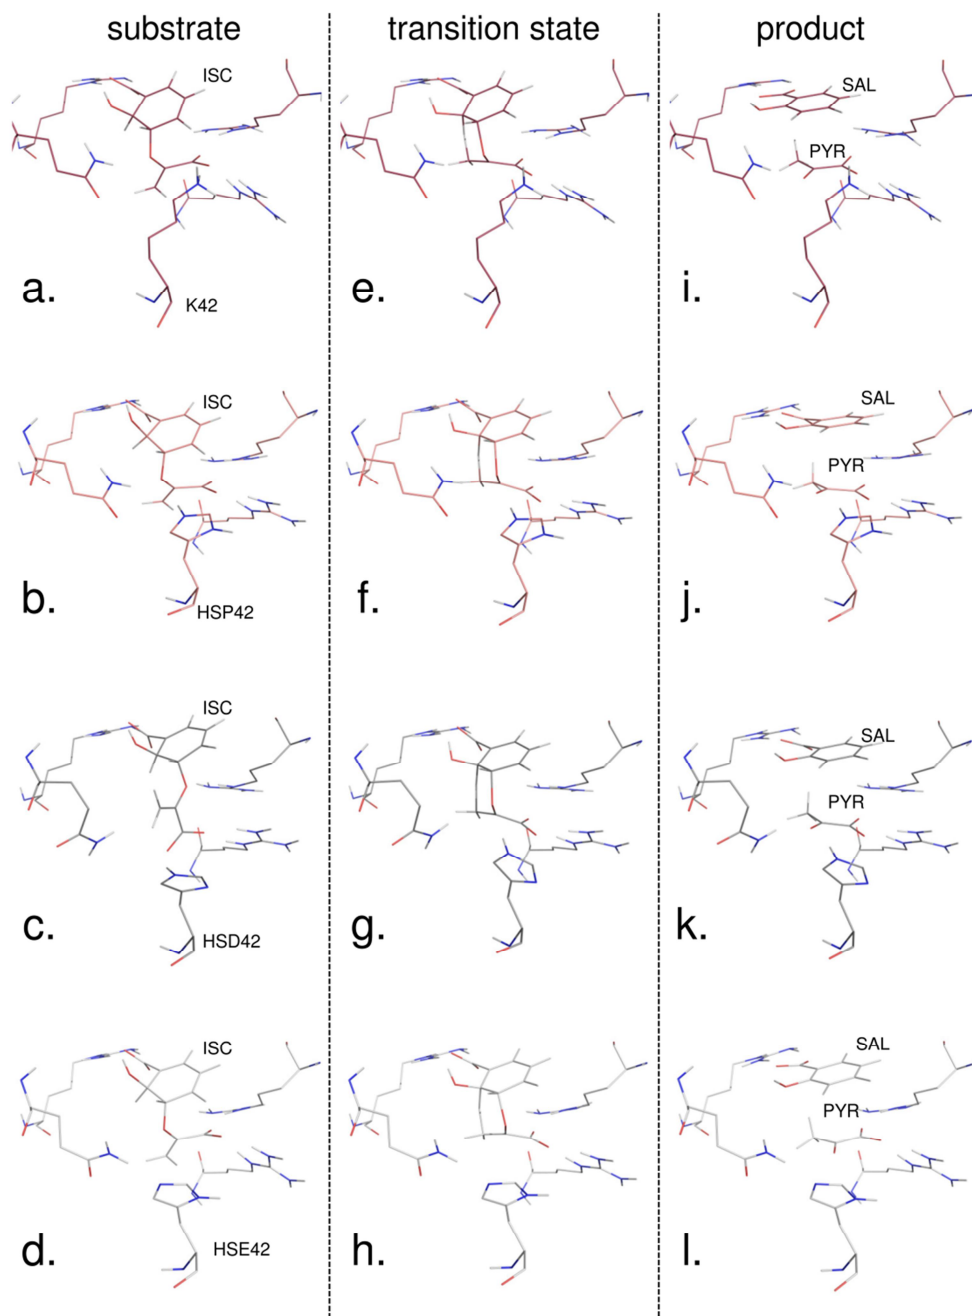 substrate transition state product
ISC SAL
PYR
a. e. i.
K42
ISC SAL
PYR
b. f. j.
HSP42
ISC SAL
PYR
c. g. k.
HSD42
ISC SAL
PYR
d. h. l.
HSE42